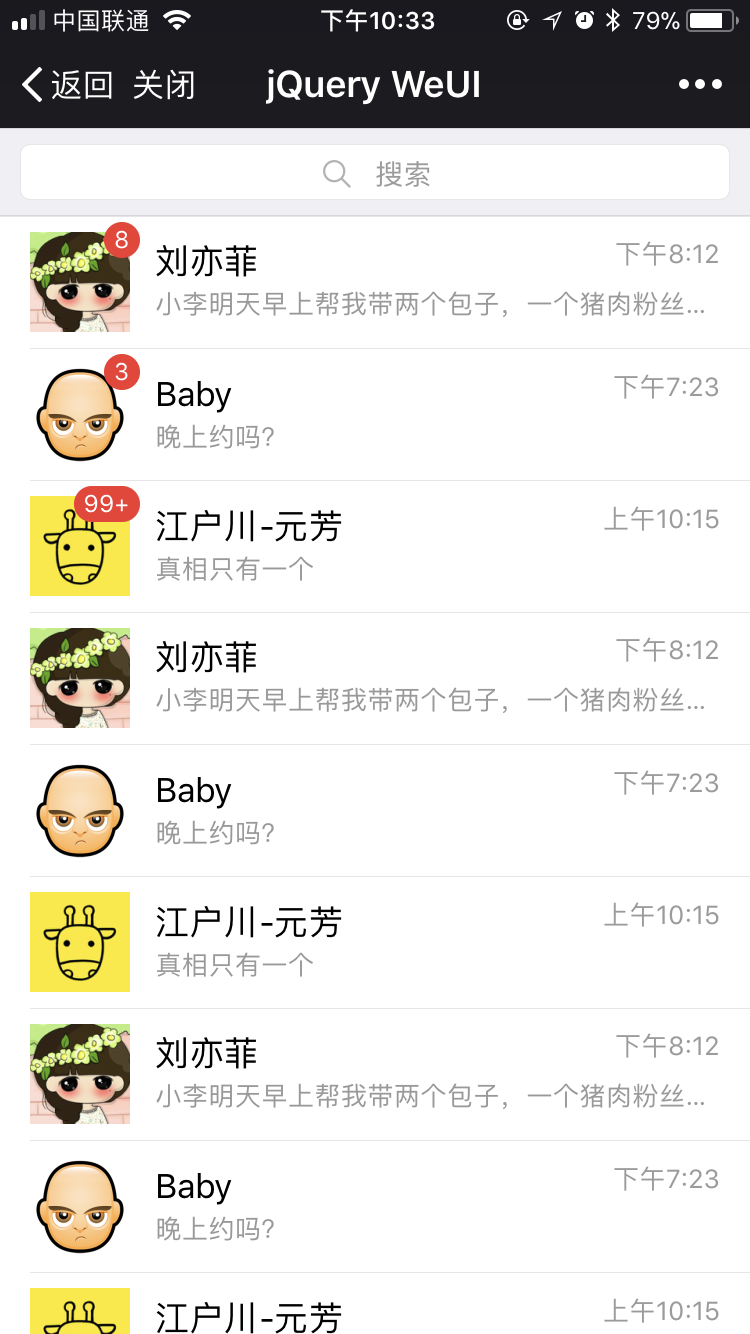 中国联通 下午10:33 79%
返回 关闭 jQuery WeUI
搜索
8
刘亦菲 下午8:12
小李明天早上帮我带两个包子，一个猪肉粉丝...
3
Baby 下午7:23
晚上约吗?
99+
江户川-元芳 上午10:15
真相只有一个
刘亦菲 下午8:12
小李明天早上帮我带两个包子，一个猪肉粉丝...
Baby 下午7:23
晚上约吗?
江户川-元芳 上午10:15
真相只有一个
刘亦菲 下午8:12
小李明天早上帮我带两个包子，一个猪肉粉丝...
Baby 下午7:23
晚上约吗?
江户川-元芳 上午10:15